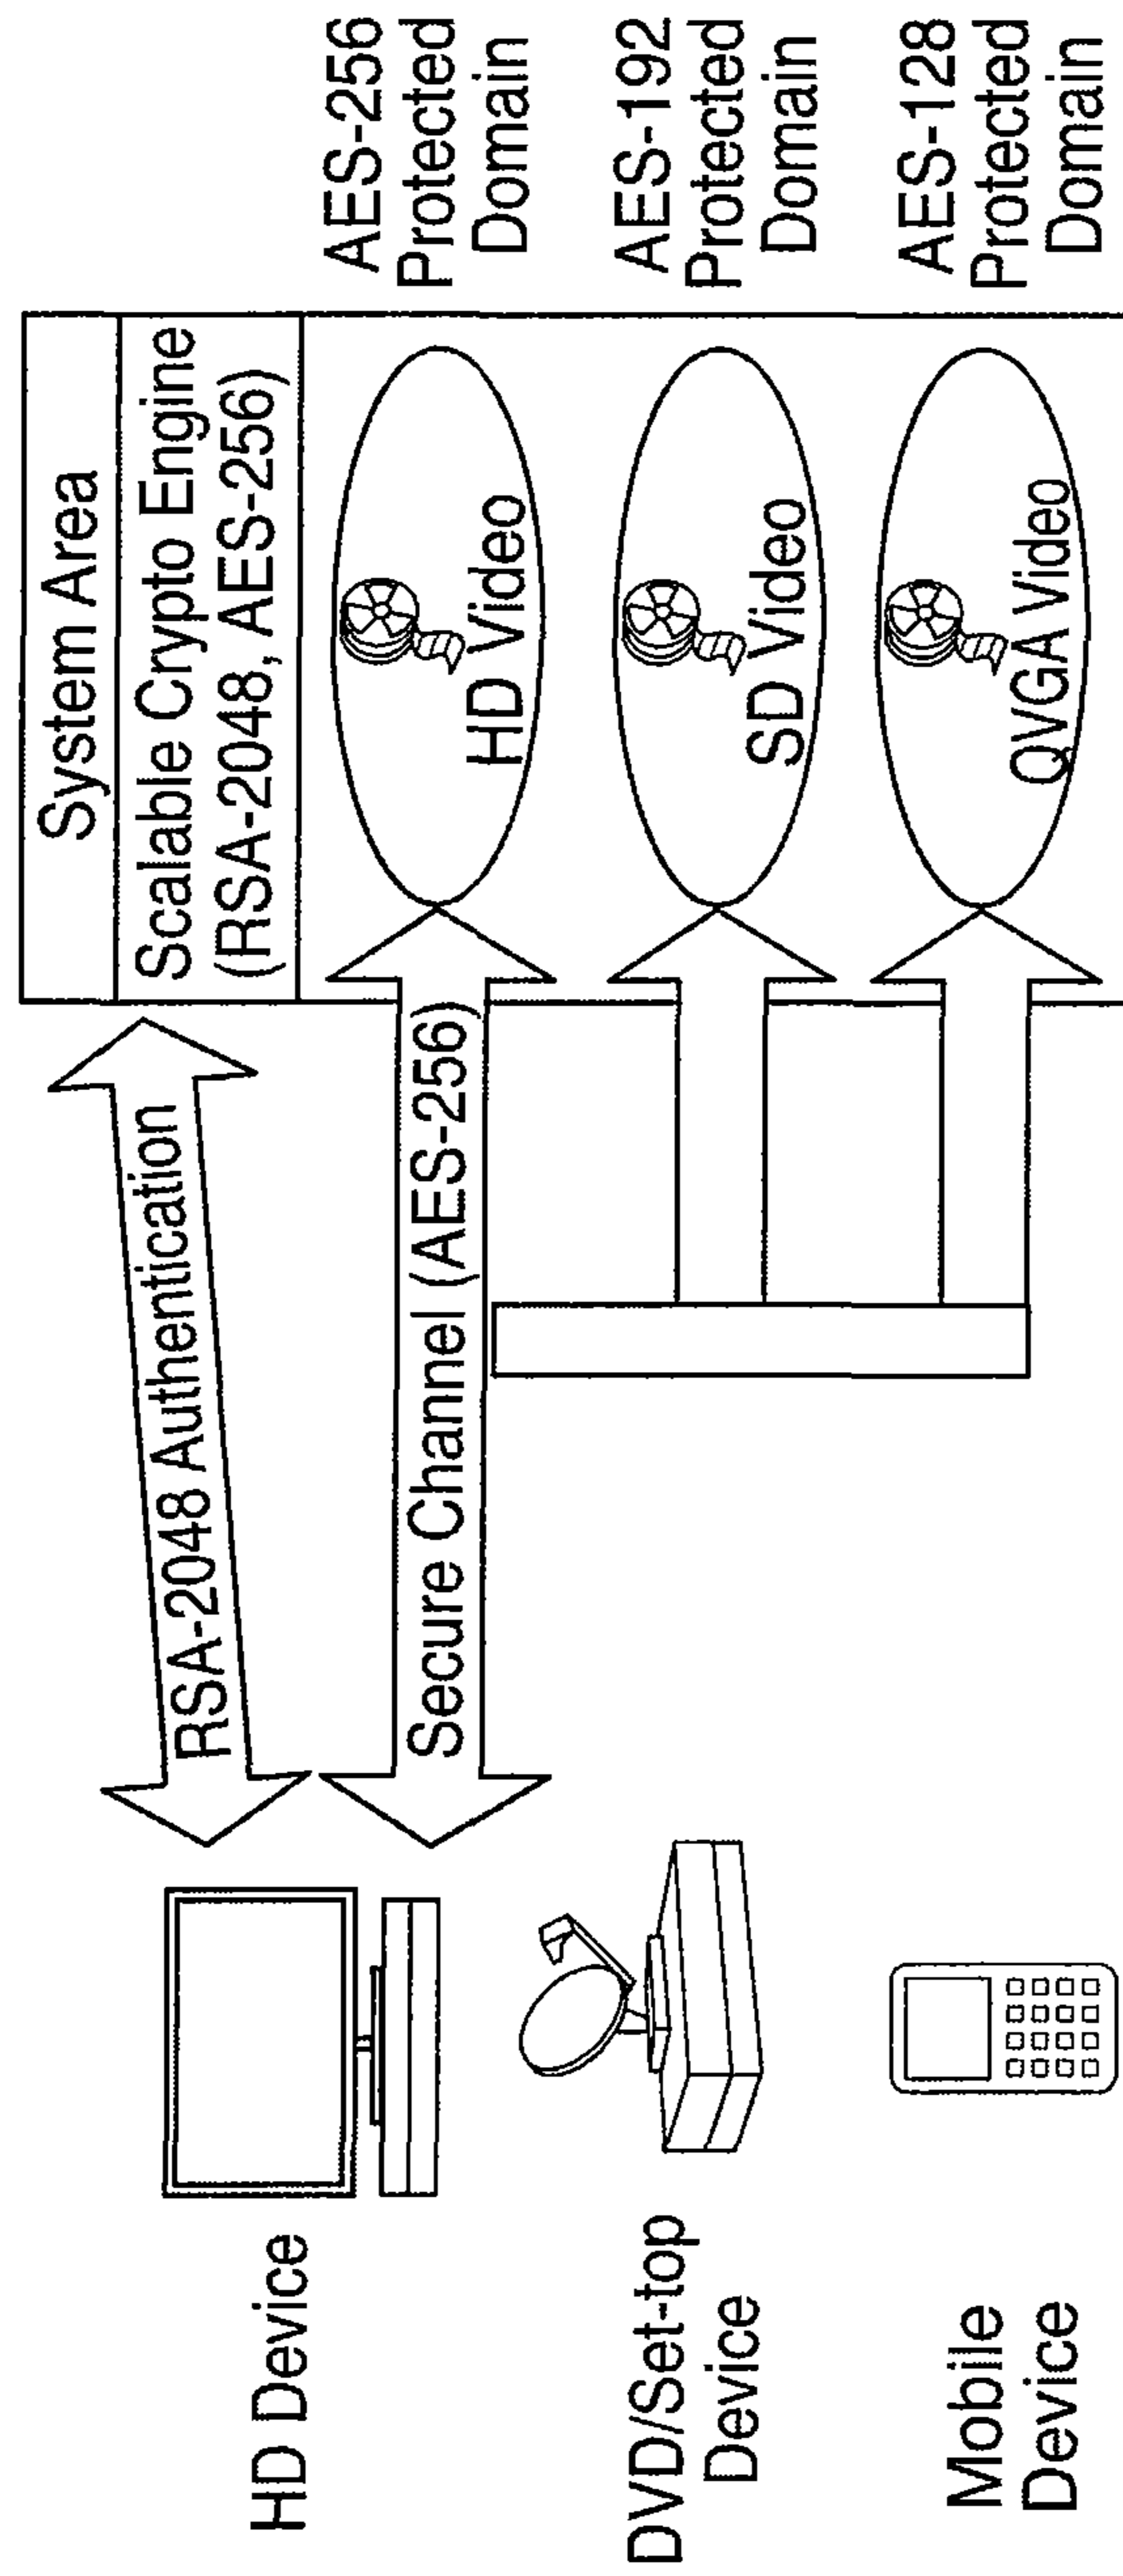 System Area
Scalable Crypto Engine
(RSA-2048, AES-256)
RSA-2048 Authentication
HD Device
Secure Channel (AES-256)
HD Video
AES-256
Protected
Domain
DVD/Set-top
Device
SD Video
AES-192
Protected
Domain
Mobile
Device
QVGA Video
AES-128
Protected
Domain